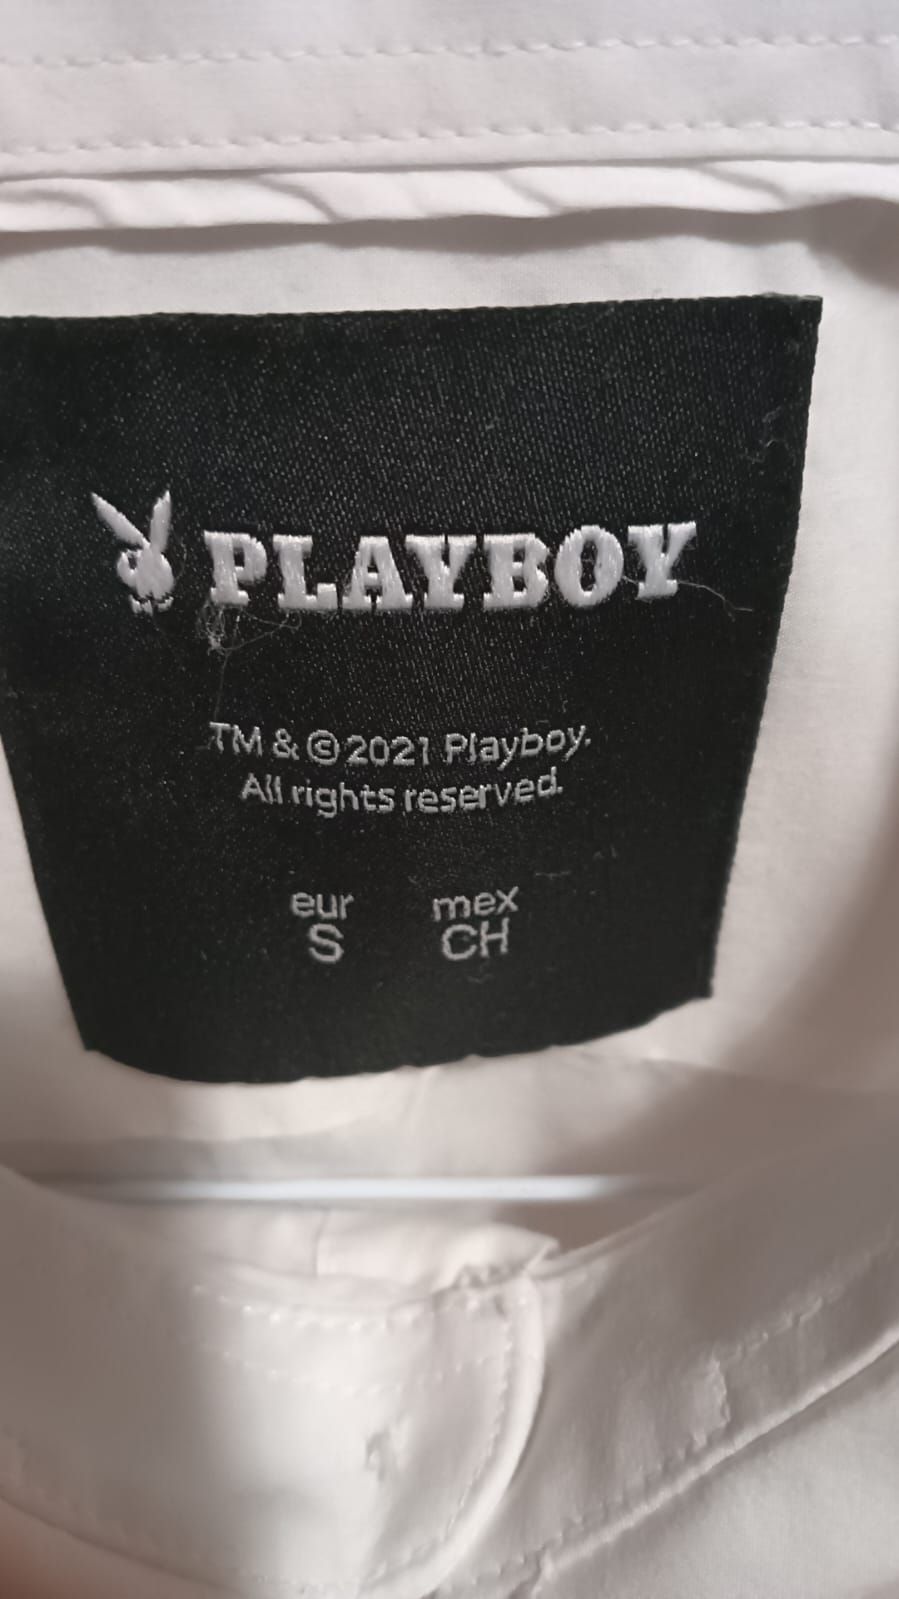 PLAYBOY
TM & © 2021 Playboy.
All rights reserved.
eur mex
S CH